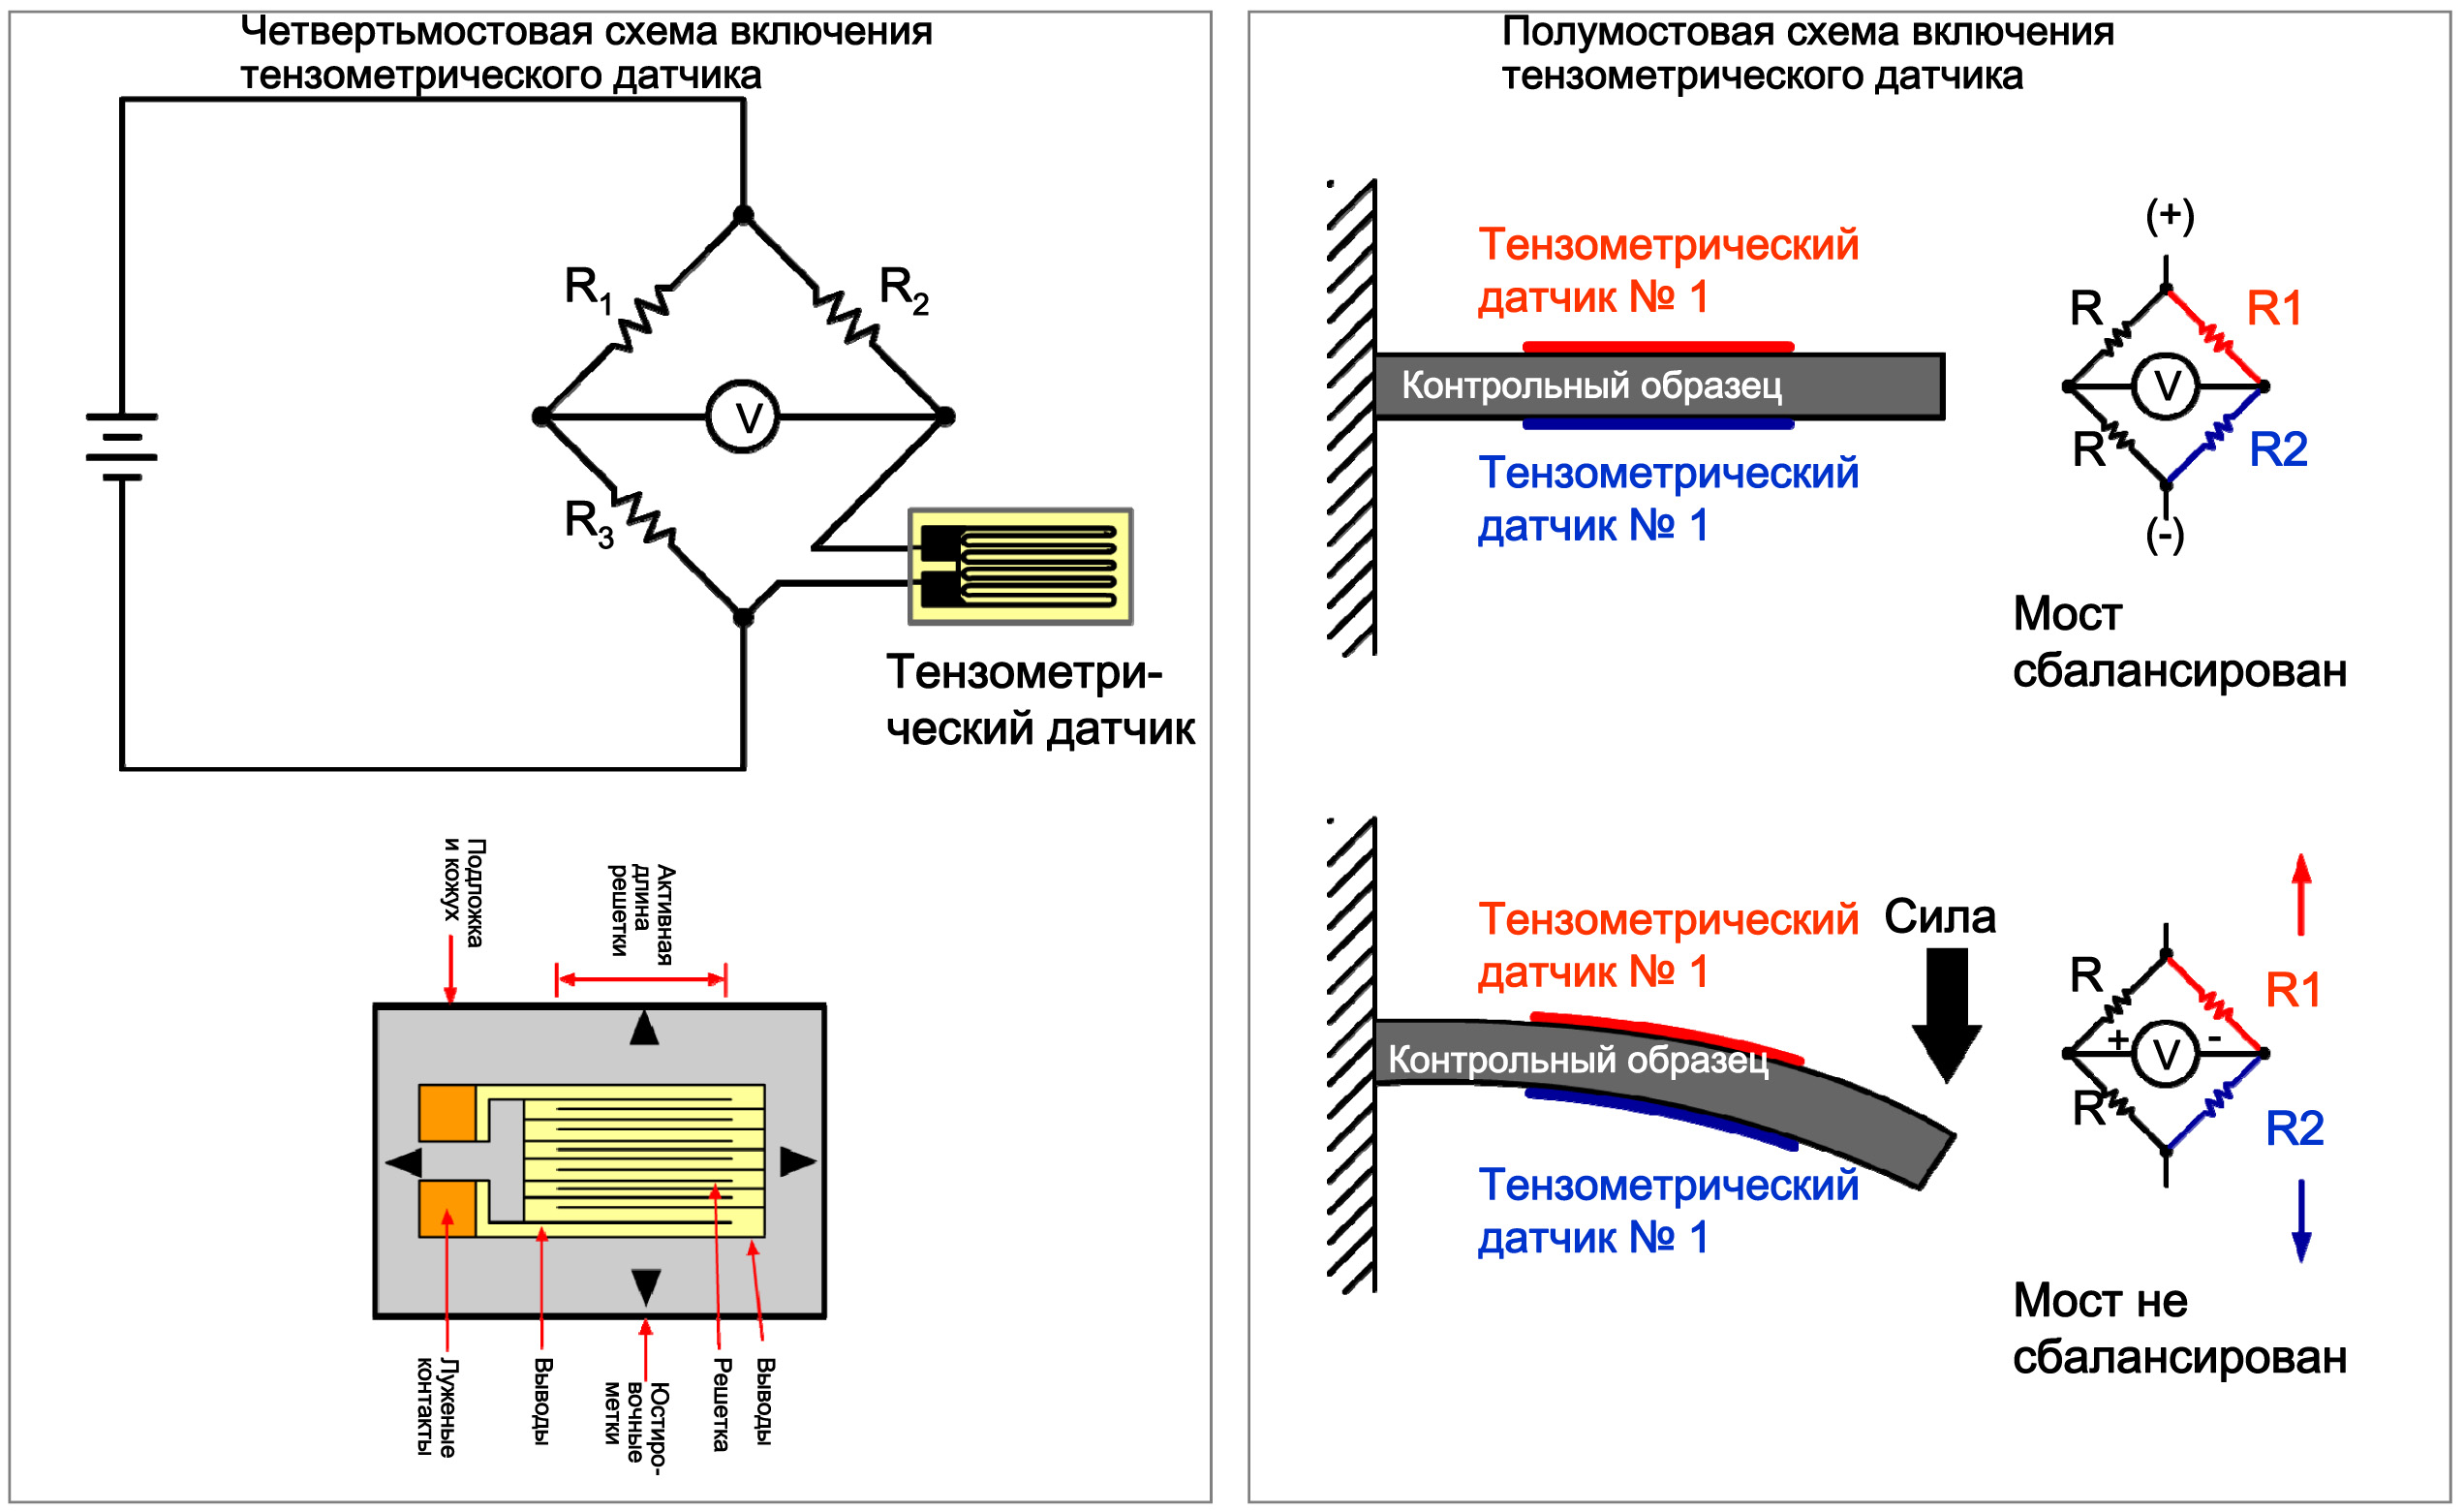 Четвертьмостовая схема включения
тензометрического датчика
R1
R2
V
R3
Тензометри-
ческий датчик
Подложка
и кожух
Активная
длина
решетки
Луженые
контакты
Выводы
Юстиро-
вочные
метки
Решетка
Выводы
Полумостовая схема включения
тензометрического датчика
Тензометрический
датчик № 1
Контрольный образец
Тензометрический
датчик № 1
(+)
R
R1
V
R
R2
(-)
Мост
сбалансирован
Тензометрический
датчик № 1
Сила
Контрольный образец
Тензометрический
датчик № 1
R
R1
+ V -
R
R2
Мост не
сбалансирован